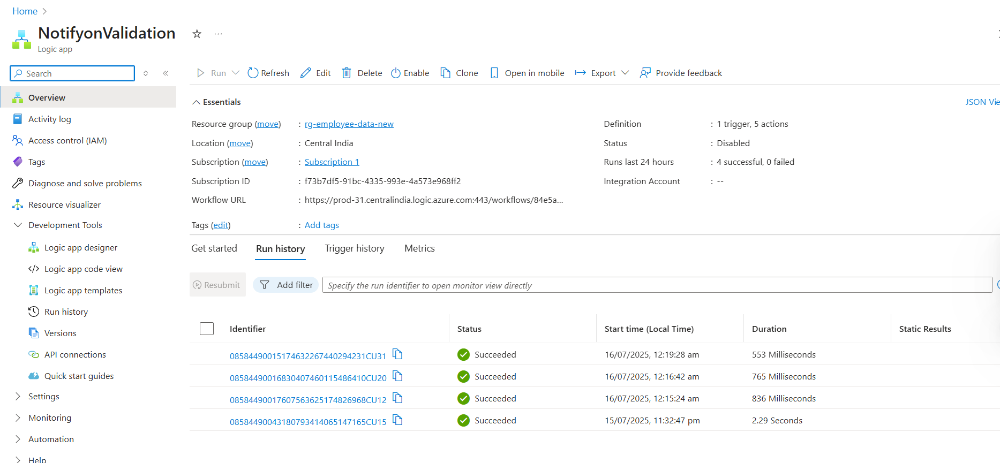 Home
NotifyonValidation
Logic app
Search
Run Refresh Edit Delete Enable Clone Open in mobile Export Provide feedback
Overview
Activity log
Access control (IAM)
Tags
Diagnose and solve problems
Resource visualizer
Development Tools
Logic app designer
Logic app code view
Logic app templates
Run history
Versions
API connections
Quick start guides
Settings
Monitoring
Automation
Help
Essentials
JSON Vie
Resource group (move) : rg-employee-data-new
Location (move) : Central India
Subscription (move) : Subscription 1
Subscription ID : f73b7df5-91bc-4335-993e-4a573e968ff2
Workflow URL : https://prod-31.centralindia.logic.azure.com:443/workflows/84e5a...
Definition : 1 trigger, 5 actions
Status : Disabled
Runs last 24 hours : 4 successful, 0 failed
Integration Account : --
Tags (edit) : Add tags
Get started Run history Trigger history Metrics
Resubmit Add filter Specify the run identifier to open monitor view directly
Identifier Status Start time (Local Time) Duration Static Results
08584490015174632267440294231CU31 Succeeded 16/07/2025, 12:19:28 am 553 Milliseconds
08584490016830407460115486410CU20 Succeeded 16/07/2025, 12:16:42 am 765 Milliseconds
08584490017607563625174826968CU12 Succeeded 16/07/2025, 12:15:24 am 836 Milliseconds
08584490043180793414065147165CU15 Succeeded 15/07/2025, 11:32:47 pm 2.29 Seconds